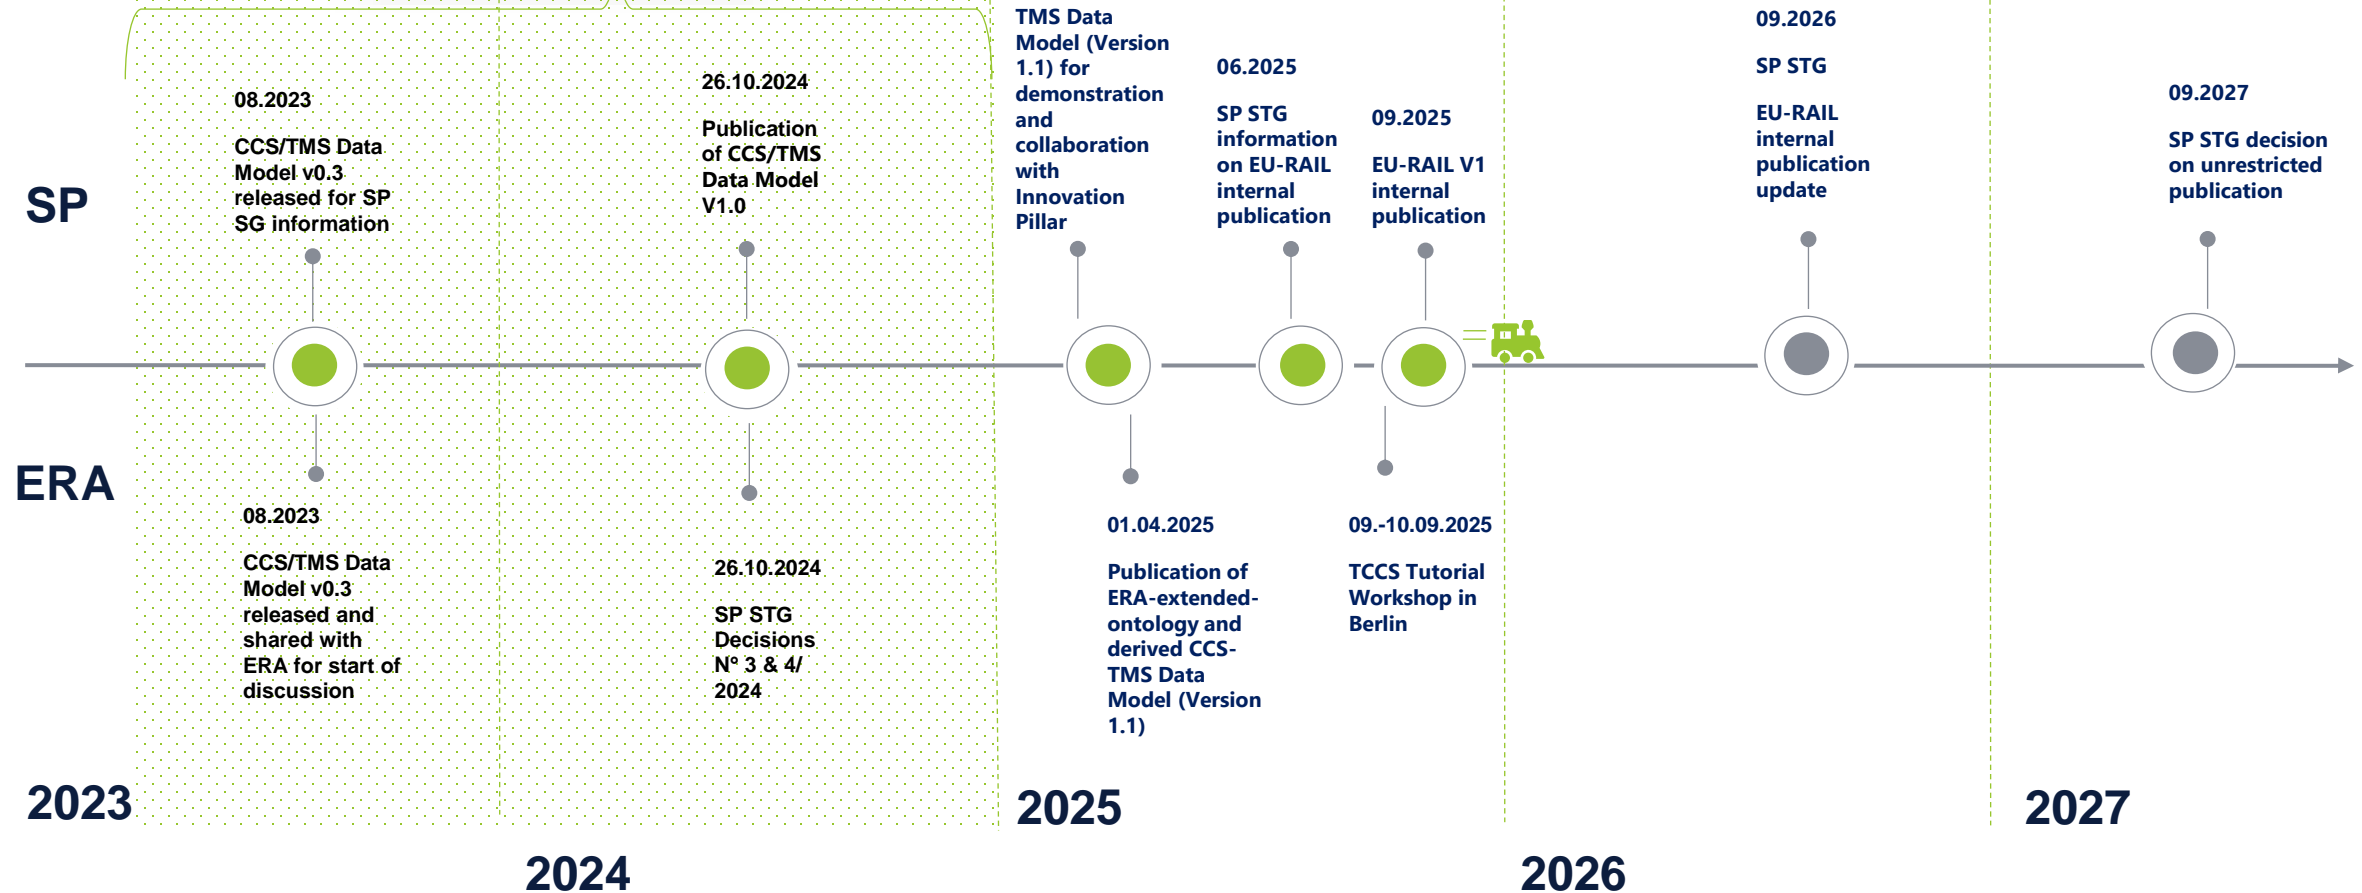 SP
08.2023
CCS/TMS Data
Model v0.3
released for SP
SG information
26.10.2024
Publication
of CCS/TMS
Data Model
V1.0
TMS Data
Model (Version
1.1) for
demonstration
and
collaboration
with
Innovation
Pillar
06.2025
SP STG
information
on EU-RAIL
internal
publication
09.2025
EU-RAIL V1
internal
publication
09.2026
SP STG
EU-RAIL
internal
publication
update
09.2027
SP STG decision
on unrestricted
publication
ERA
08.2023
CCS/TMS Data
Model v0.3
released and
shared with
ERA for start of
discussion
26.10.2024
SP STG
Decisions
Nº 3 & 4/
2024
01.04.2025
Publication of
ERA-extended-
ontology and
derived CCS-
TMS Data
Model (Version
1.1)
09.-10.09.2025
TCCS Tutorial
Workshop in
Berlin
2023
2024
2025
2026
2027